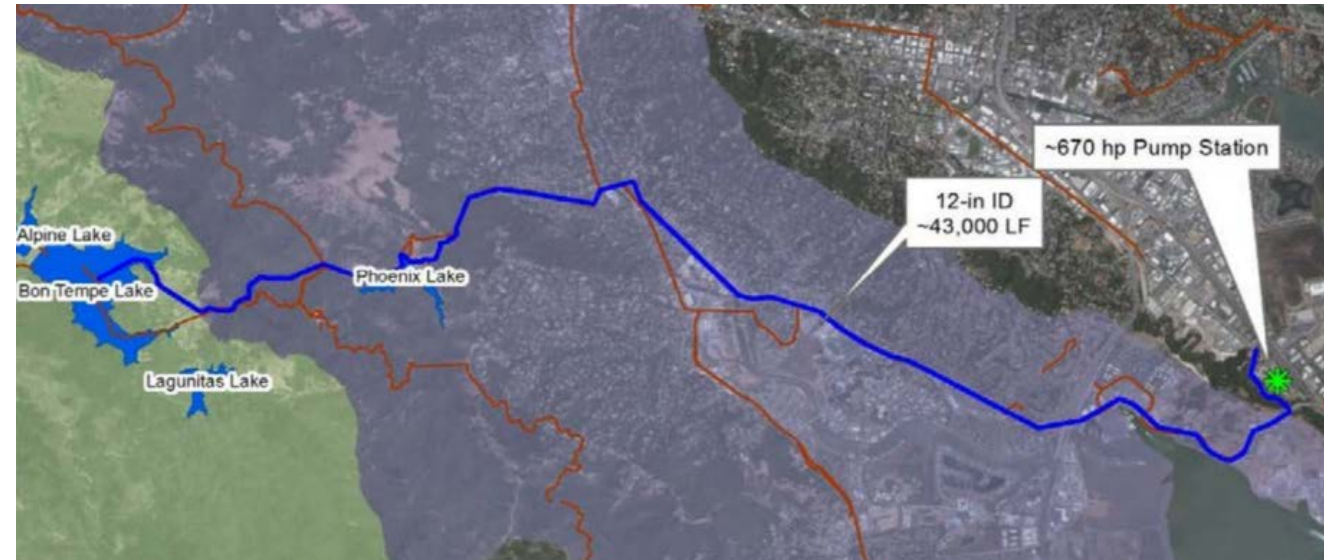 ~670 hp Pump Station
12-in ID
~43,000 LF
Alpine Lake
Bon Tempe Lake
Phoenix Lake
Lagunitas Lake